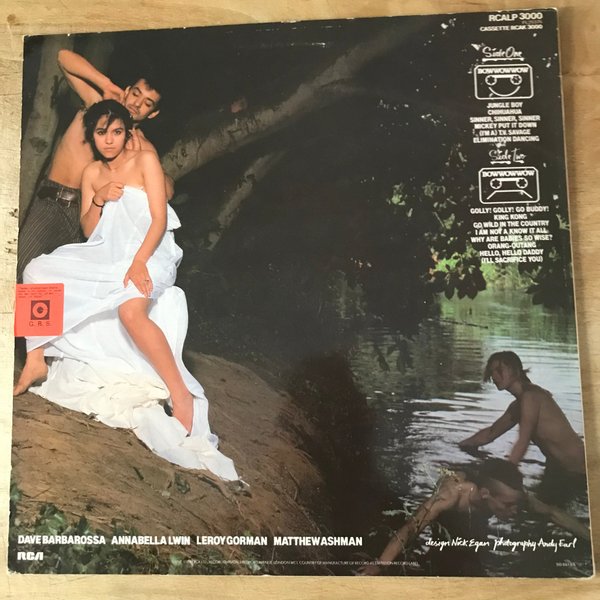 RCALP 3000
CASSETTE RCAK 3000
Side One
BOWWOWWOW
JUNGLE BOY
CHIHUAHUA
SINNER, SINNER, SINNER
MICKEY PUT IT DOWN
(I'M A) T.V. SAVAGE
ELIMINATION DANCING
Side Two
BOWWOWWOW
GOLLY! GOLLY! GO BUDDY!
KING KONG
GO WILD IN THE COUNTRY
I AM NOT A KNOW IT ALL
WHY ARE BABIES SO WISE?
ORANG-OUTANG
HELLO, HELLO DADDY
(I'LL SACRIFICE YOU)
G.R.S.
DAVE BARBAROSSA ANNABELLA LWIN LEROY GORMAN MATTHEW ASHMAN
design Nick Egan photography Andy Earl
RCA